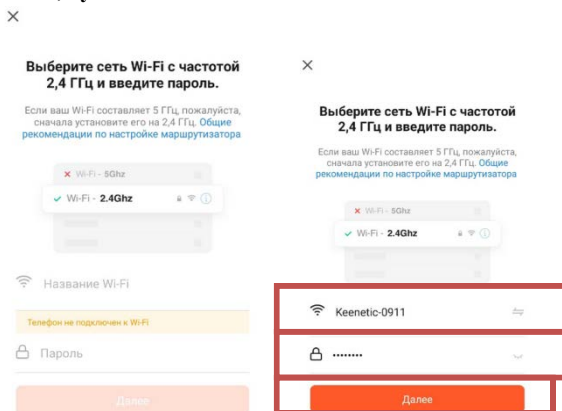 Выберите сеть Wi-Fi с частотой
2,4 ГГц и введите пароль.
Если ваш Wi-Fi составляет 5 ГГц, пожалуйста,
сначала установите его на 2,4 ГГц. Общие
рекомендации по настройке маршрутизатора
Wi-Fi - 5Ghz
Wi-Fi - 2.4Ghz
Название Wi-Fi
Телефон не подключен к Wi-Fi
Пароль
Далее
Выберите сеть Wi-Fi с частотой
2,4 ГГц и введите пароль.
Если ваш Wi-Fi составляет 5 ГГц, пожалуйста,
сначала установите его на 2,4 ГГц. Общие
рекомендации по настройке маршрутизатора
Wi-Fi - 5Ghz
Wi-Fi - 2.4Ghz
Keenetic-0911
••••••••
Далее